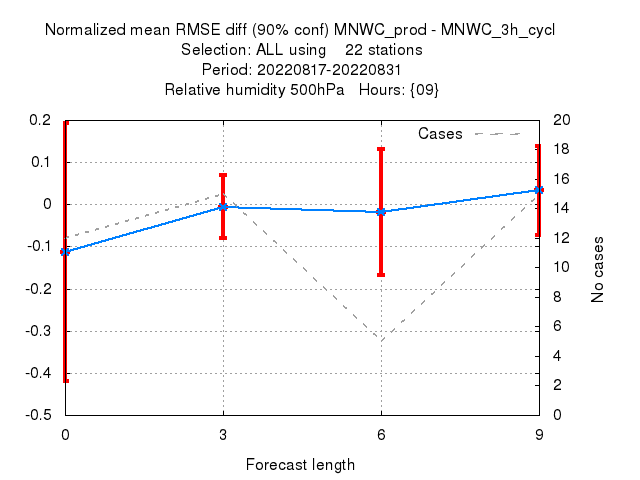 Normalized mean RMSE diff (90% conf) MNWC_prod - MNWC_3h_cycl
Selection: ALL using 22 stations
Period: 20220817-20220831
Relative humidity 500hPa Hours: {09}
Cases
0.2
0.1
0
-0.1
-0.2
-0.3
-0.4
-0.5
20
18
16
14
12
10
8
6
4
2
0
No cases
0 3 6 9
Forecast length